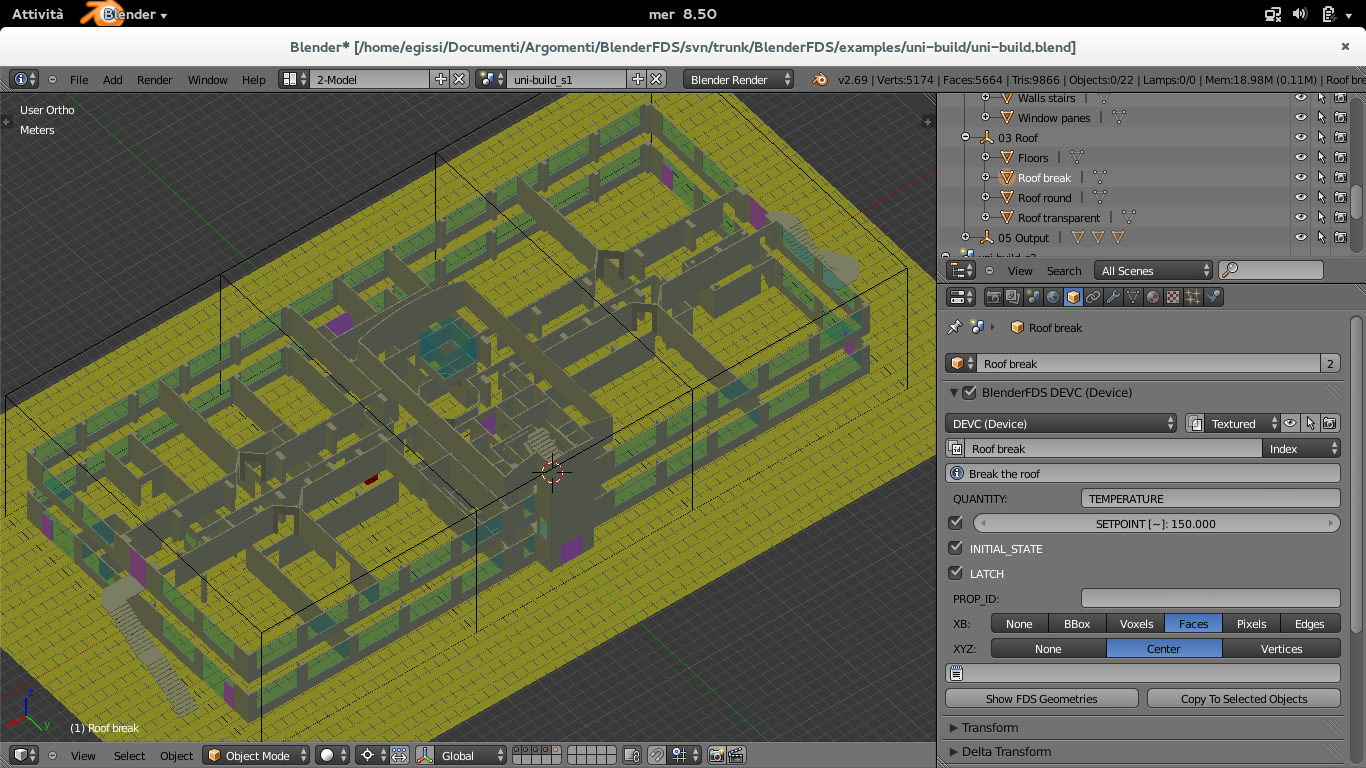 Attività Blender mer 8.50
Blender* [/home/egissi/Documenti/Argomenti/BlenderFDS/svn/trunk/BlenderFDS/examples/uni-build/uni-build.blend] ×
File Add Render Window Help 2-Model uni-build_s1 Blender Render v2.69 | Verts:5174 | Faces:5664 | Tris:9866 | Objects:0/22 | Lamps:0/0 | Mem:18.98M (0.11M) | Roof bre
User Ortho
Meters
(1) Roof break
z
y
View Select Object Object Mode Global
Walls stairs
Window panes
03 Roof
Floors
Roof break
Roof round
Roof transparent
05 Output
View Search All Scenes
Roof break
Roof break 2
BlenderFDS DEVC (Device)
DEVC (Device) Textured
Roof break Index
Break the roof
QUANTITY: TEMPERATURE
SETPOINT [~]: 150.000
INITIAL_STATE
LATCH
PROP_ID:
XB: None BBox Voxels Faces Pixels Edges
XYZ: None Center Vertices
Show FDS Geometries Copy To Selected Objects
Transform
Delta Transform